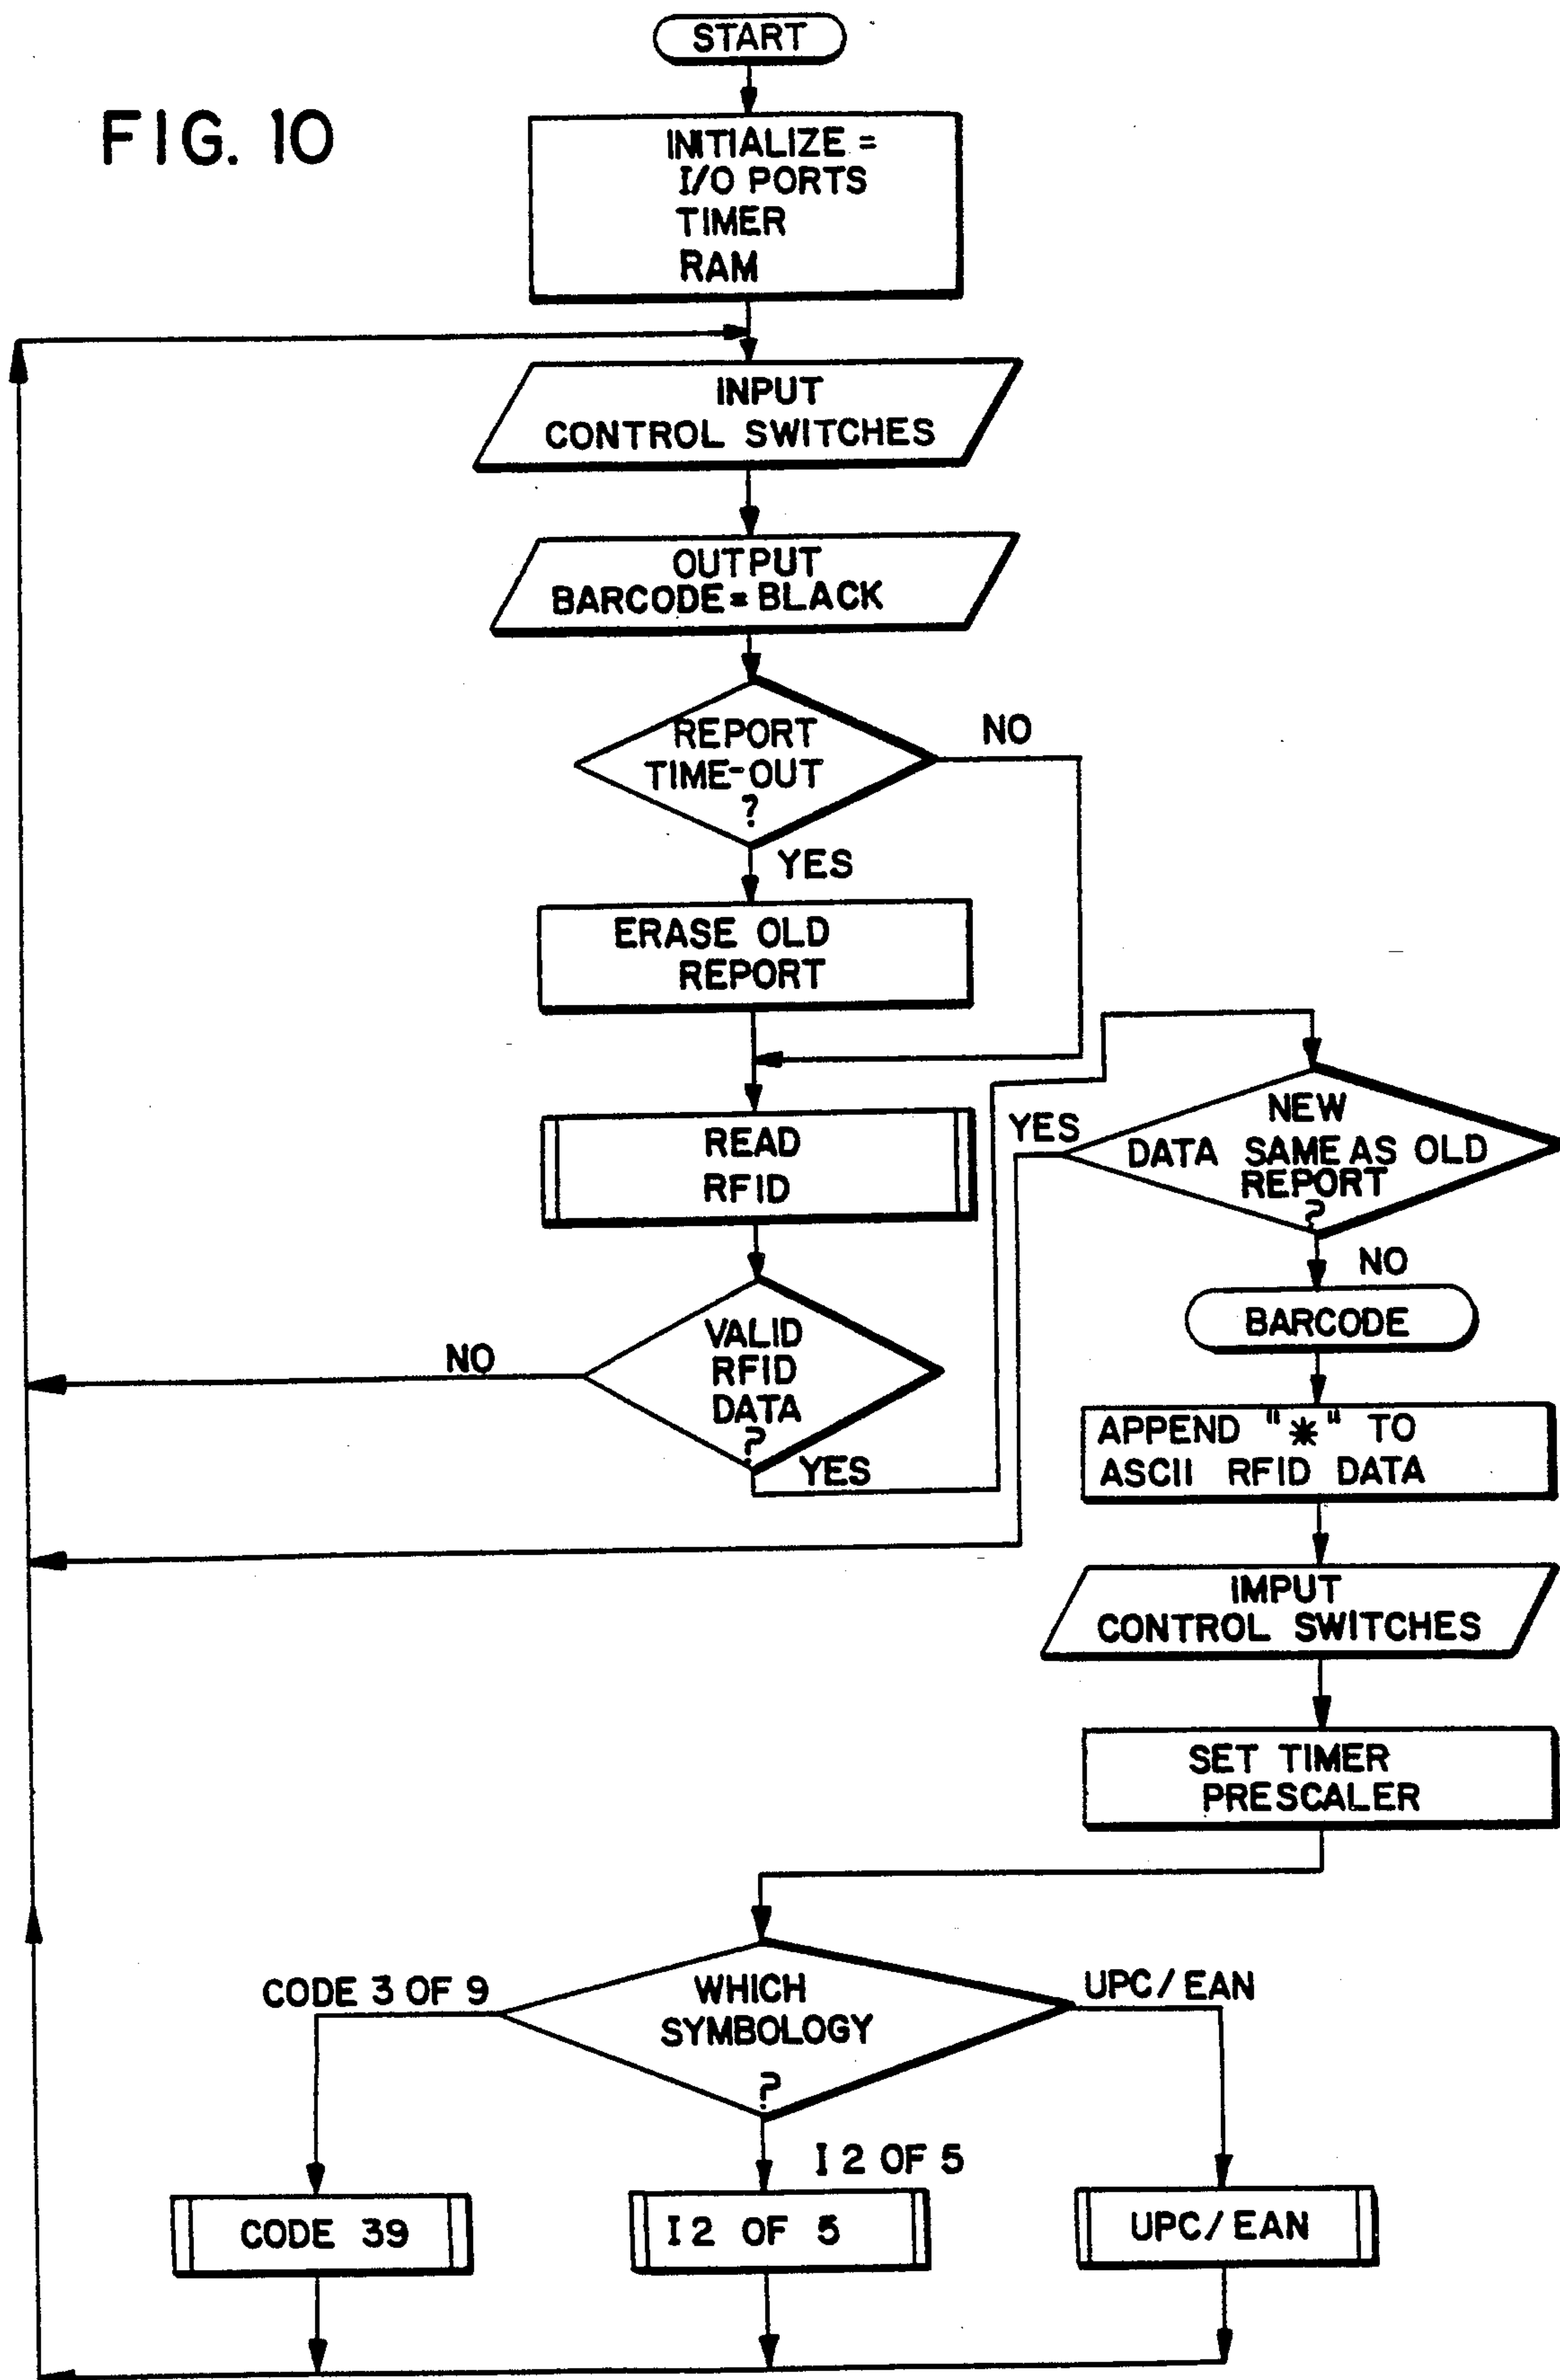 START
FIG. 10
INITIALIZE =
I/O PORTS
TIMER
RAM
INPUT
CONTROL SWITCHES
OUTPUT
BARCODE = BLACK
REPORT
TIME-OUT
?
NO
YES
ERASE OLD
REPORT
READ
RFID
VALID
RFID
DATA
?
NO
YES
NEW
DATA SAME AS OLD
REPORT
?
YES
NO
BARCODE
APPEND "*" TO
ASCII RFID DATA
IMPUT
CONTROL SWITCHES
SET TIMER
PRESCALER
WHICH
SYMBOLOGY
?
CODE 3 OF 9
UPC/EAN
I 2 OF 5
CODE 39
I 2 OF 5
UPC/EAN